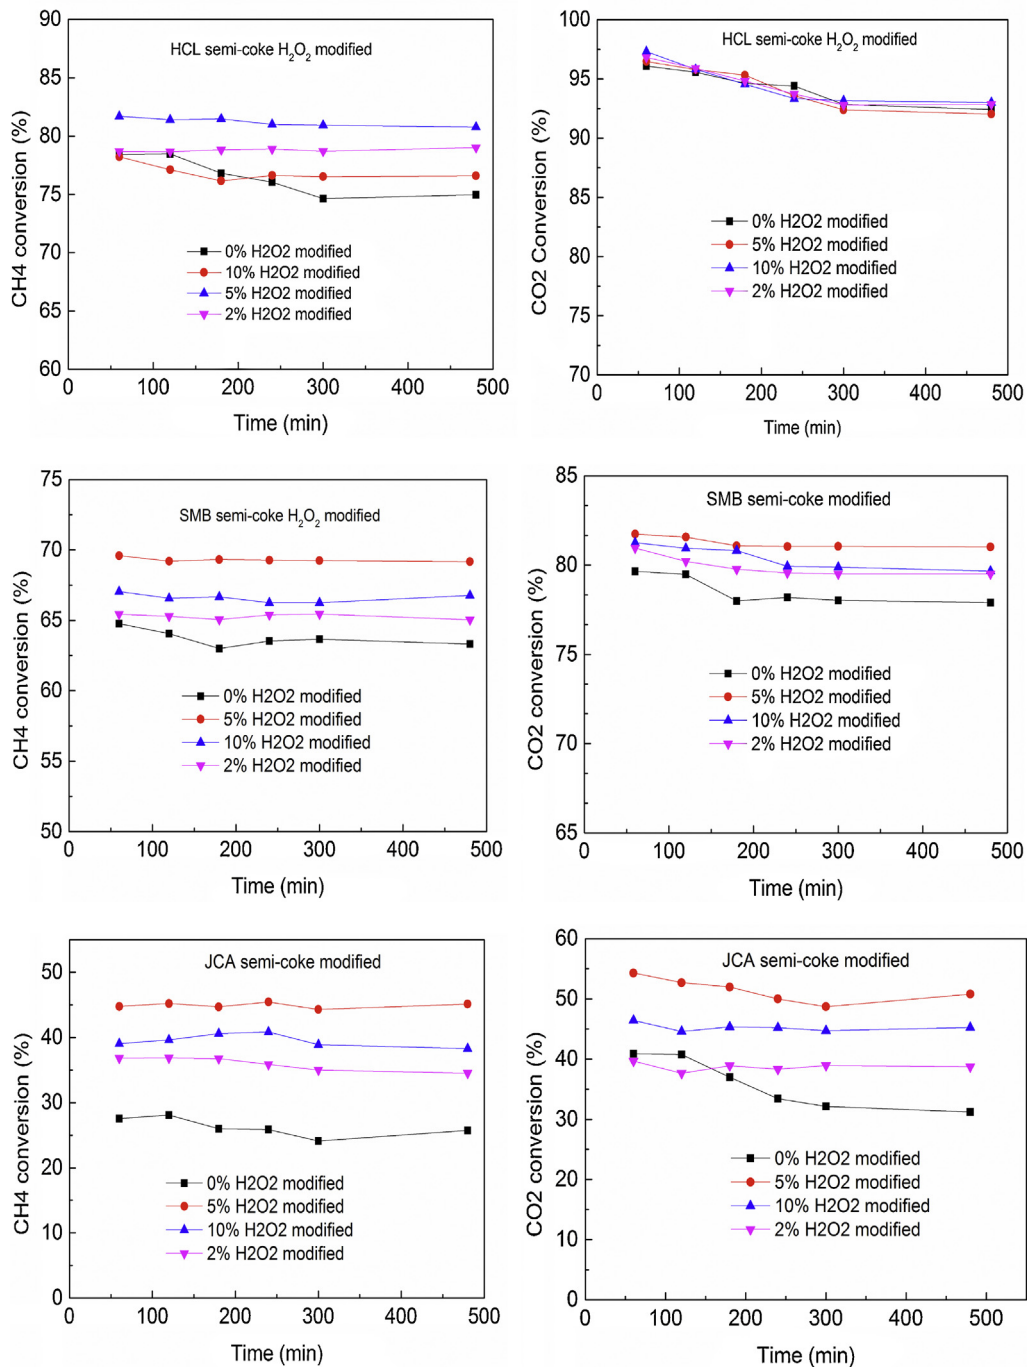 HCL semi-coke H₂O₂ modified
CH4 conversion (%)
90
85
80
75
70
65
60
0% H2O2 modified
10% H2O2 modified
5% H2O2 modified
2% H2O2 modified
0 100 200 300 400 500
Time (min)
HCL semi-coke H₂O₂ modified
CO2 Conversion (%)
100
95
90
85
80
75
70
0% H2O2 modified
5% H2O2 modified
10% H2O2 modified
2% H2O2 modified
0 100 200 300 400 500
Time (min)
SMB semi-coke H₂O₂ modified
CH4 conversion (%)
75
70
65
60
55
50
0% H2O2 modified
5% H2O2 modified
10% H2O2 modified
2% H2O2 modified
0 100 200 300 400 500
Time (min)
SMB semi-coke modified
CO2 conversion (%)
85
80
75
70
65
0% H2O2 modified
5% H2O2 modified
10% H2O2 modified
2% H2O2 modified
0 100 200 300 400 500
Time (min)
JCA semi-coke modified
CH4 conversion (%)
50
40
30
20
10
0
0% H2O2 modified
5% H2O2 modified
10% H2O2 modified
2% H2O2 modified
0 100 200 300 400 500
Time (min)
JCA semi-coke modified
CO2 conversion (%)
60
50
40
30
20
10
0
0% H2O2 modified
5% H2O2 modified
10% H2O2 modified
2% H2O2 modified
0 100 200 300 400 500
Time (min)